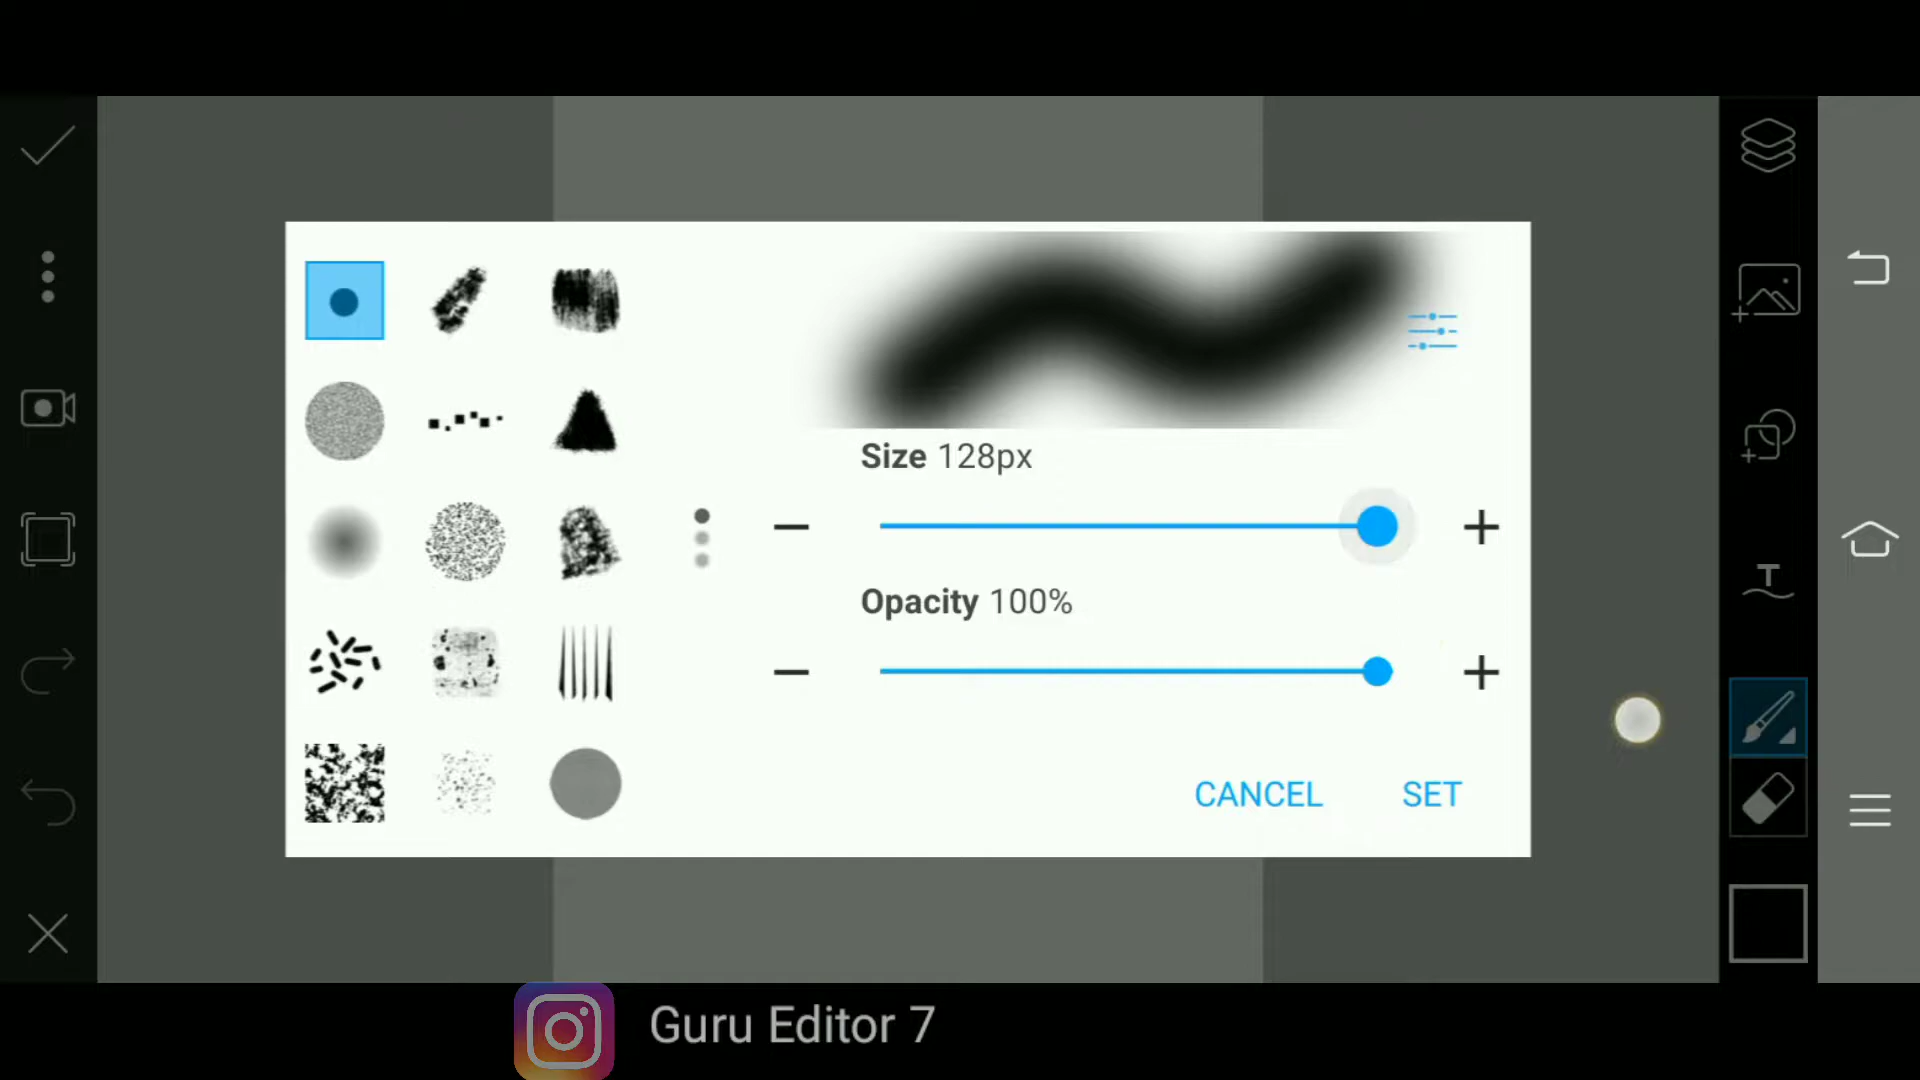 Size 128px
Opacity 100%
CANCEL SET
T
Guru Editor 7